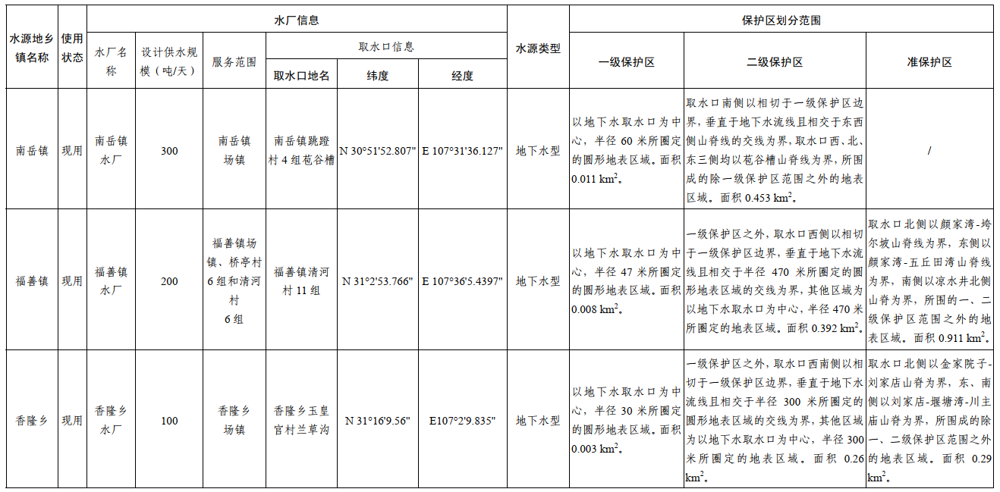 水源地乡
镇名称
使用
状态
水厂信息
水源类型
保护区划分范围
水厂名
称
设计供水规
模（吨/天）
服务范围
取水口信息
一级保护区
二级保护区
准保护区
取水口地名
纬度
经度
南岳镇
现用
南岳镇
水厂
300
南岳镇
场镇
南岳镇跳蹬
村 4 组苞谷槽
N 30°51'52.807"
E 107°31'36.127"
地下水型
以地下水取水口为中
心，半径 60 米所圈定
的圆形地表区域。面积
0.011 km²。
取水口南侧以相切于一级保护区边
界，垂直于地下水流线且相交于东西
侧山脊线的交线为界，取水口西、北、
东三侧均以苞谷槽山脊线为界，所围
成的除一级保护区范围之外的地表
区域。面积 0.453 km²。
/
福善镇
现用
福善镇
水厂
200
福善镇场
镇、桥亭村
6 组和清河
村
6 组
福善镇清河
村 11 组
N 31°2'53.766"
E 107°36'5.4397"
地下水型
以地下水取水口为中
心，半径 47 米所圈定
的圆形地表区域。面积
0.008 km²。
一级保护区之外，取水口西侧以相切
于一级保护区边界，垂直于地下水流
线且相交于半径 470 米所圈定的圆
形地表区域的交线为界，其他区域为
以地下水取水口为中心，半径 470 米
所圈定的地表区域。面积 0.392 km²。
取水口北侧以颜家湾-垮
尔坡山脊线为界，东侧以
颜家湾-五丘田湾山脊线
为界，南侧以凉水井北侧
山脊为界，所围的一、二
级保护区范围之外的地
表区域。面积 0.911 km²。
香隆乡
现用
香隆乡
水厂
100
香隆乡
场镇
香隆乡玉皇
官村兰草沟
N 31°16'9.56"
E107°2'9.835"
地下水型
以地下水取水口为中
心，半径 30 米所圈定
的圆形地表区域。面积
0.003 km²。
一级保护区之外，取水口西南侧以相
切于一级保护区边界，垂直于地下水
流线且相交于半径 300 米所圈定的
圆形地表区域的交线为界，其他区域
为以地下水取水口为中心，半径 300
米所圈定的地表区域。面积 0.26
km²。
取水口北侧以金家院子-
刘家店山脊为界，东、南
侧以刘家店-堰塘湾-川主
庙山脊为界，所围成的除
一、二级保护区范围之外
的地表区域。面积 0.29
km²。